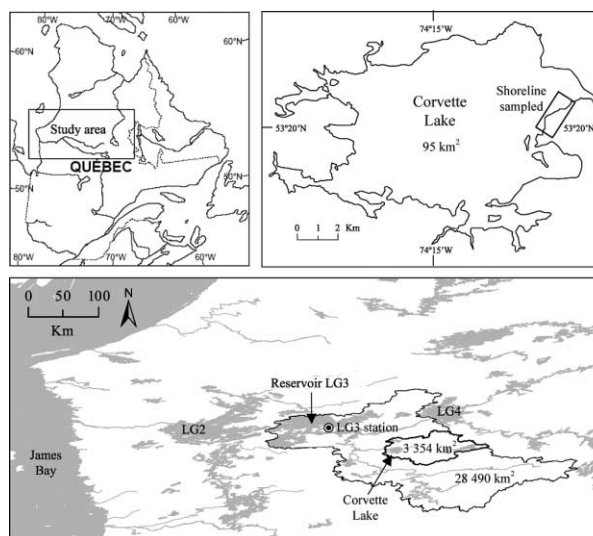 80°W
70°W
60°W
60°N
60°N
Study area
QUÉBEC
50°N
50°N
80°W
70°W
60°W
74°15'W
Corvette
Lake
95 km²
Shoreline
sampled
53°20'N
53°20'N
0 1 2 Km
74°15'W
0 50 100
Km
N
Reservoir LG3
LG2
LG3 station
LG4
James
Bay
3 354 km²
28 490 km²
Corvette
Lake